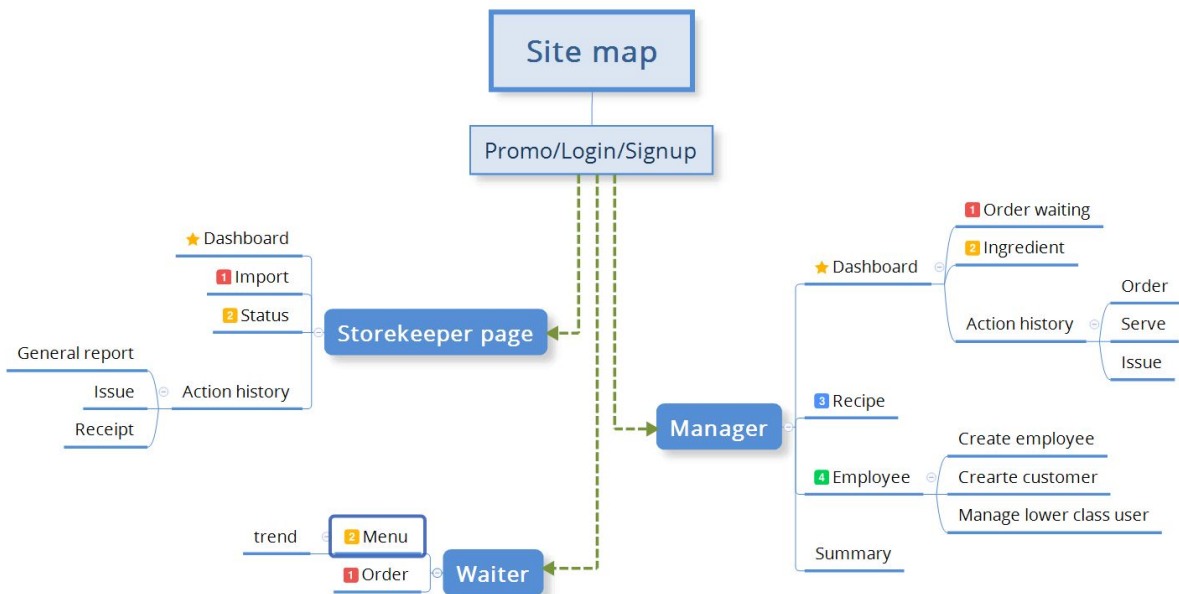 Site map
Promo/Login/Signup
Storekeeper page
Dashboard
1 Import
2 Status
Action history
General report
Issue
Receipt
Manager
Dashboard
1 Order waiting
2 Ingredient
Action history
Order
Serve
Issue
3 Recipe
4 Employee
Create employee
Crearte customer
Manage lower class user
Summary
Waiter
2 Menu
trend
1 Order